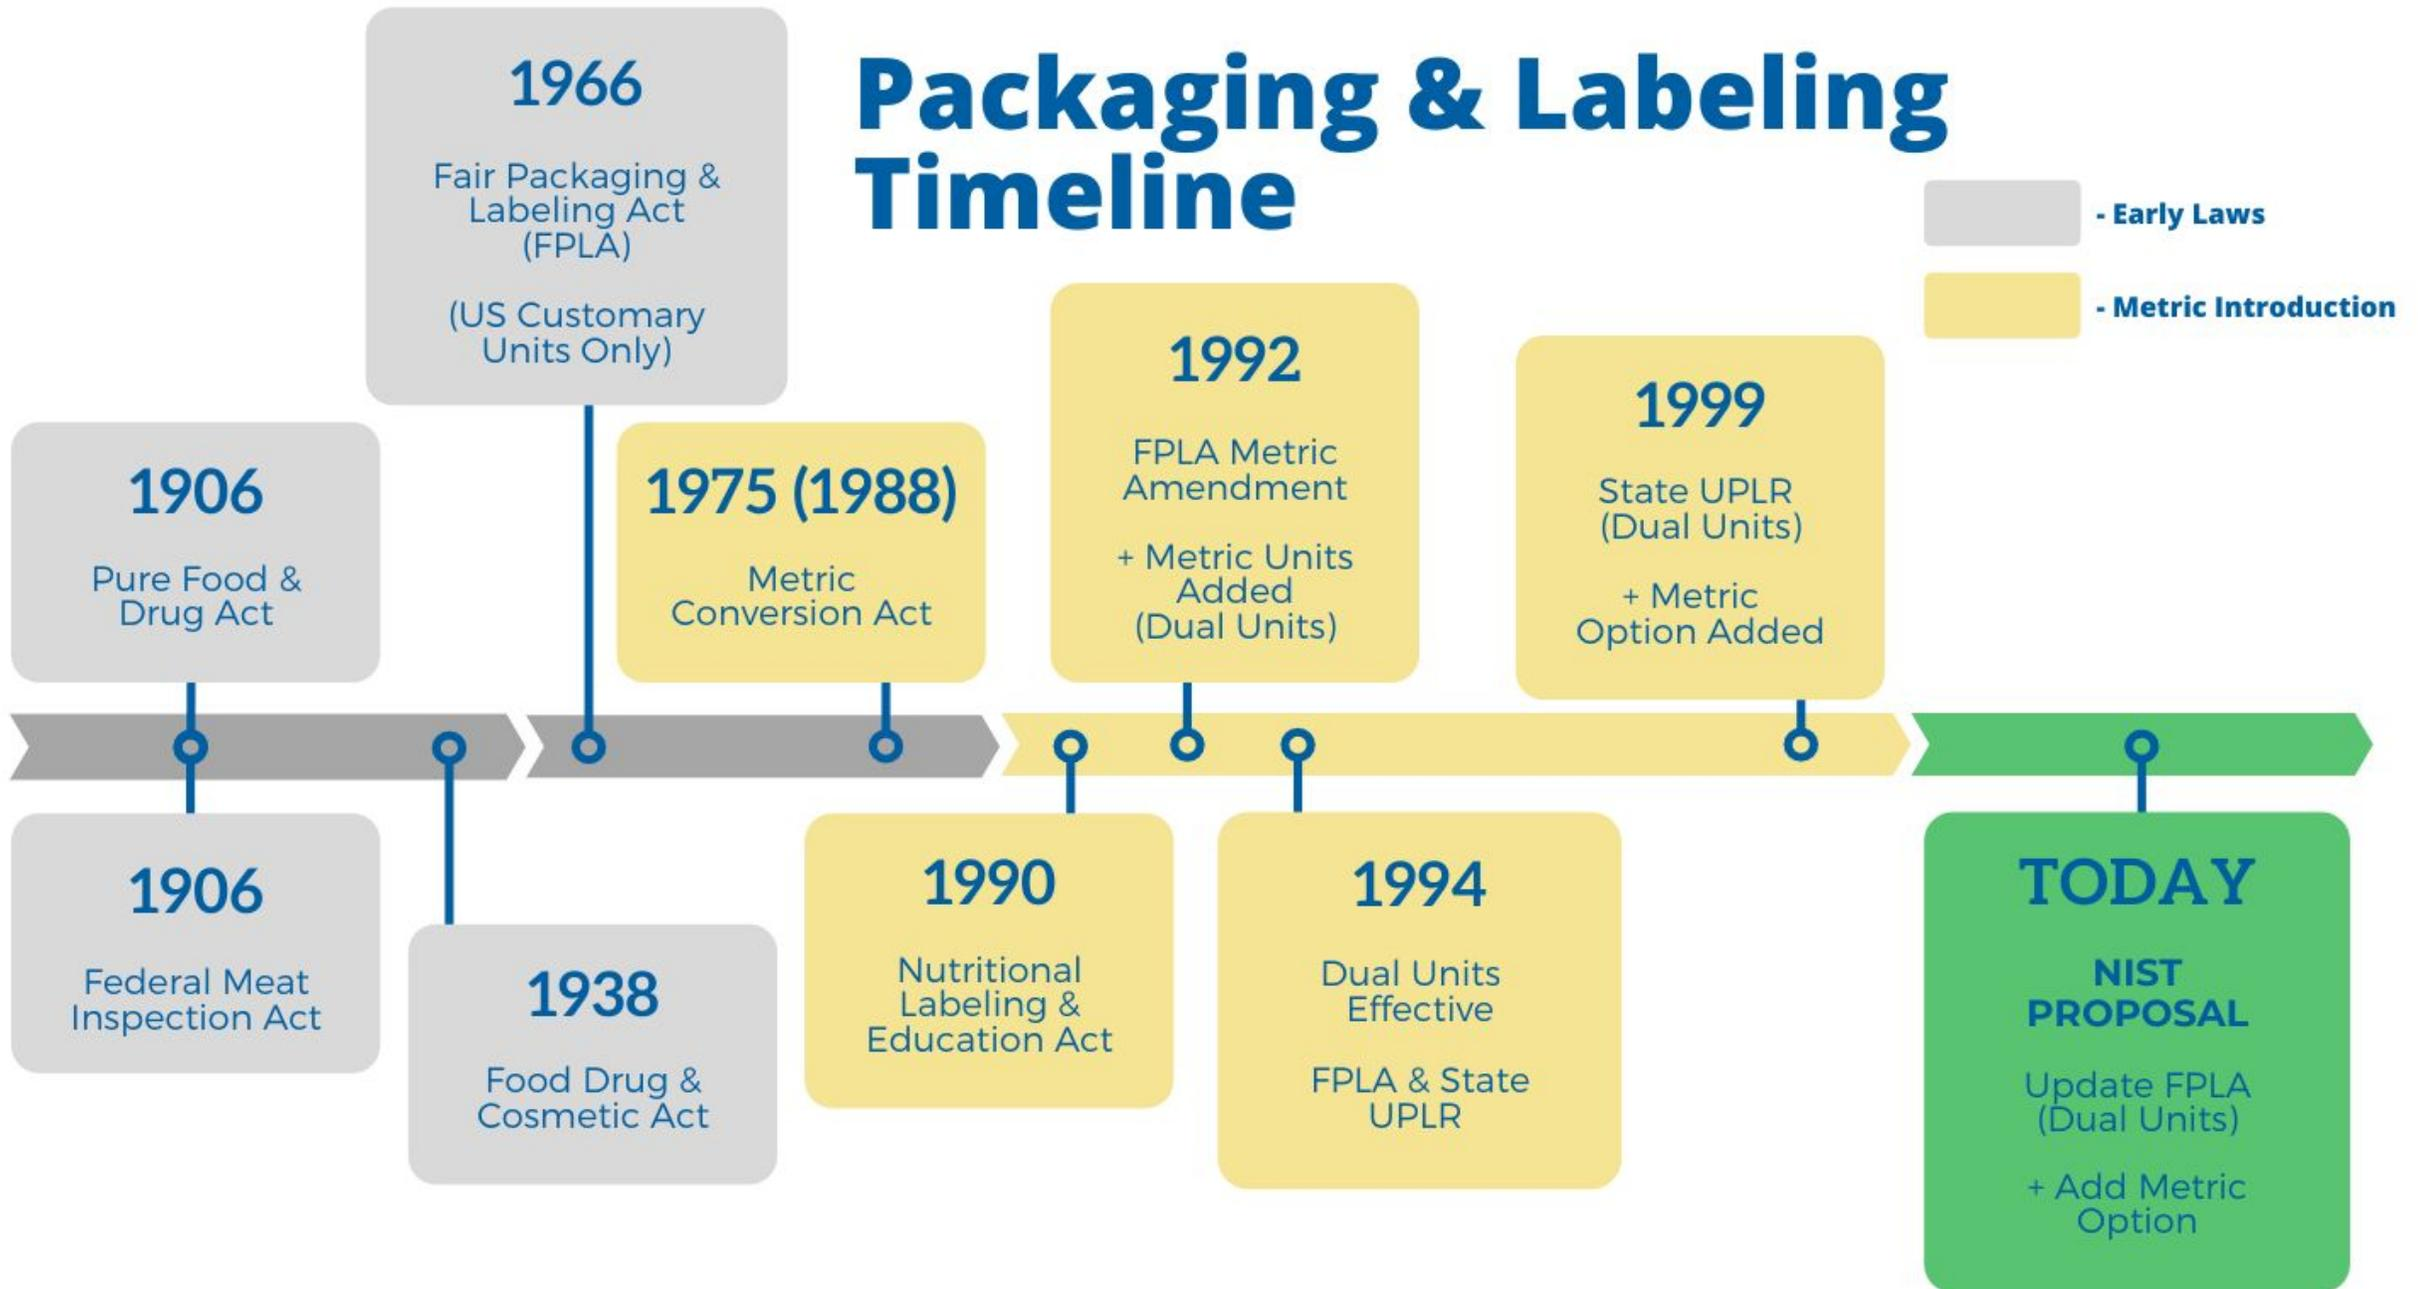 Packaging & Labeling
Timeline
- Early Laws
- Metric Introduction
1906
Pure Food &
Drug Act
1906
Federal Meat
Inspection Act
1938
Food Drug &
Cosmetic Act
1966
Fair Packaging &
Labeling Act
(FPLA)
(US Customary
Units Only)
1975 (1988)
Metric
Conversion Act
1990
Nutritional
Labeling &
Education Act
1992
FPLA Metric
Amendment
+ Metric Units
Added
(Dual Units)
1994
Dual Units
Effective
FPLA & State
UPLR
1999
State UPLR
(Dual Units)
+ Metric
Option Added
TODAY
NIST
PROPOSAL
Update FPLA
(Dual Units)
+ Add Metric
Option